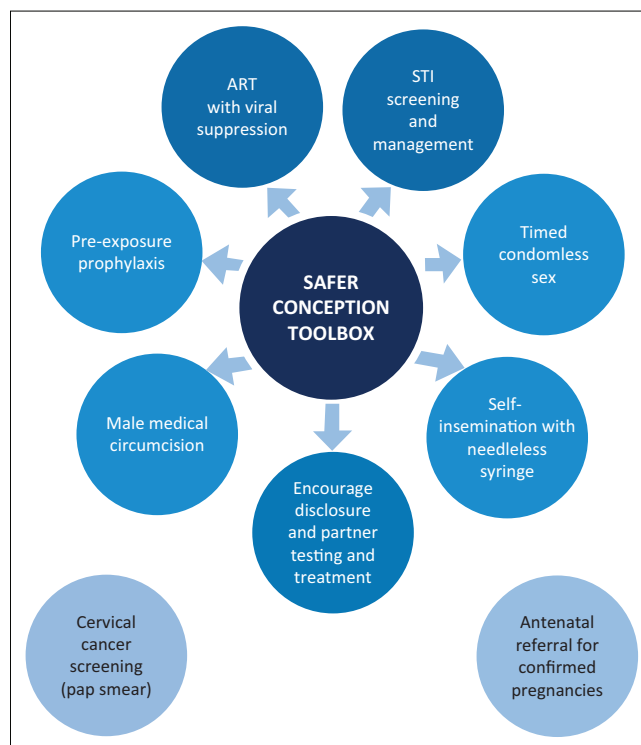 ART
with viral
suppression
STI
screening
and
management
Pre-exposure
prophylaxis
SAFER
CONCEPTION
TOOLBOX
Timed
condomless
sex
Male medical
circumcision
Self-
insemination with
needleless
syringe
Encourage
disclosure
and partner
testing and
treatment
Cervical
cancer
screening
(pap smear)
Antenatal
referral for
confirmed
pregnancies